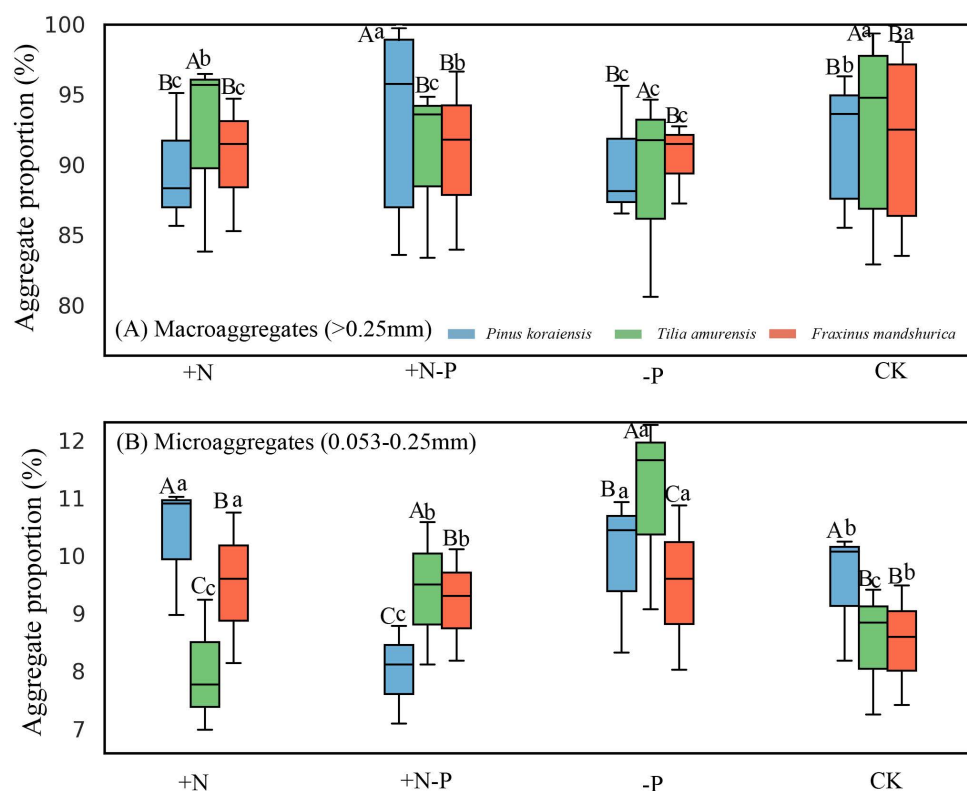 Aggregate proportion (%)
100
95
90
85
80
Bc
Ab
Bc
Aa
Bc
Bb
Bc
Ac
Bc
Bb
Aa
Ba
(A) Macroaggregates (>0.25mm)
Pinus koraiensis
Tilia amurensis
Fraxinus mandshurica
+N
+N-P
-P
CK
Aggregate proportion (%)
12
11
10
9
8
7
(B) Microaggregates (0.053-0.25mm)
Aa
Cc
Ba
Cc
Ab
Bb
Ba
Aa
Ca
Ab
Bc
Bb
+N
+N-P
-P
CK